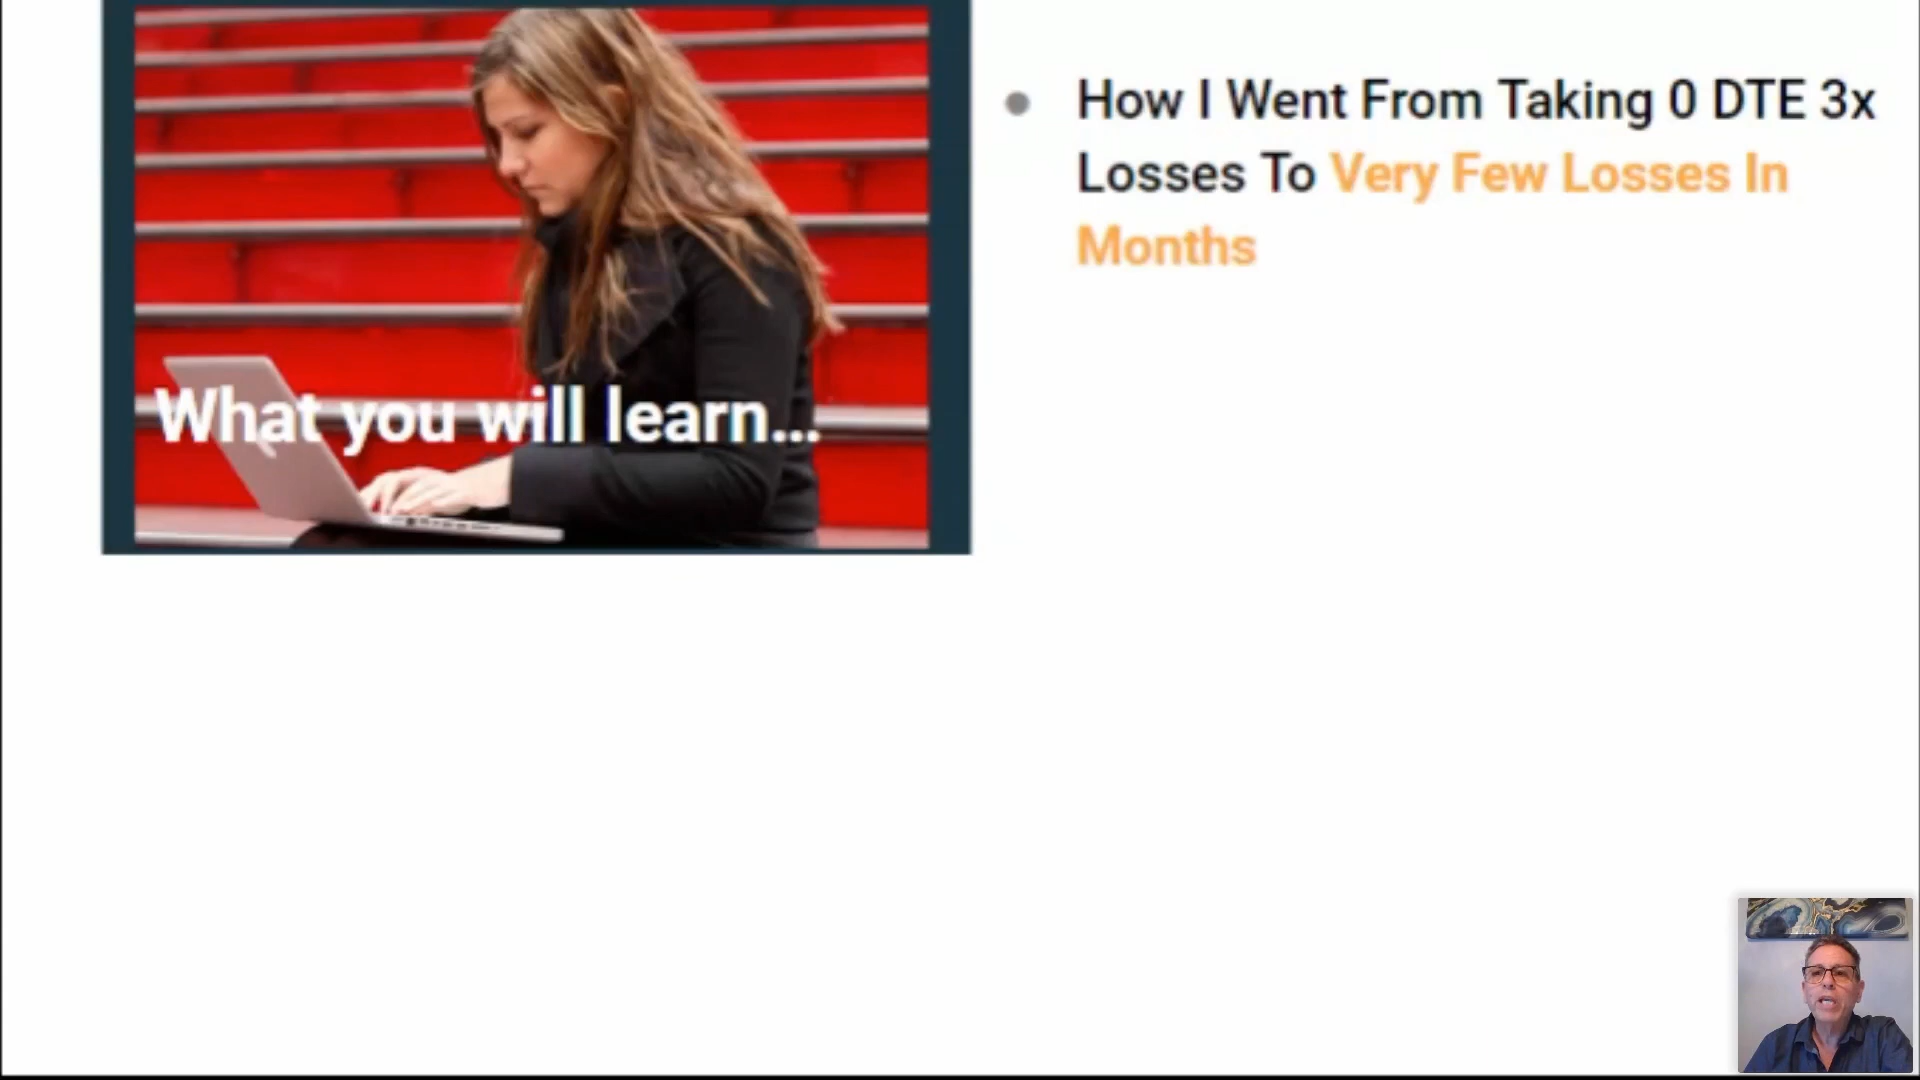 What you will learn...
How I Went From Taking 0 DTE 3x
Losses To Very Few Losses In
Months